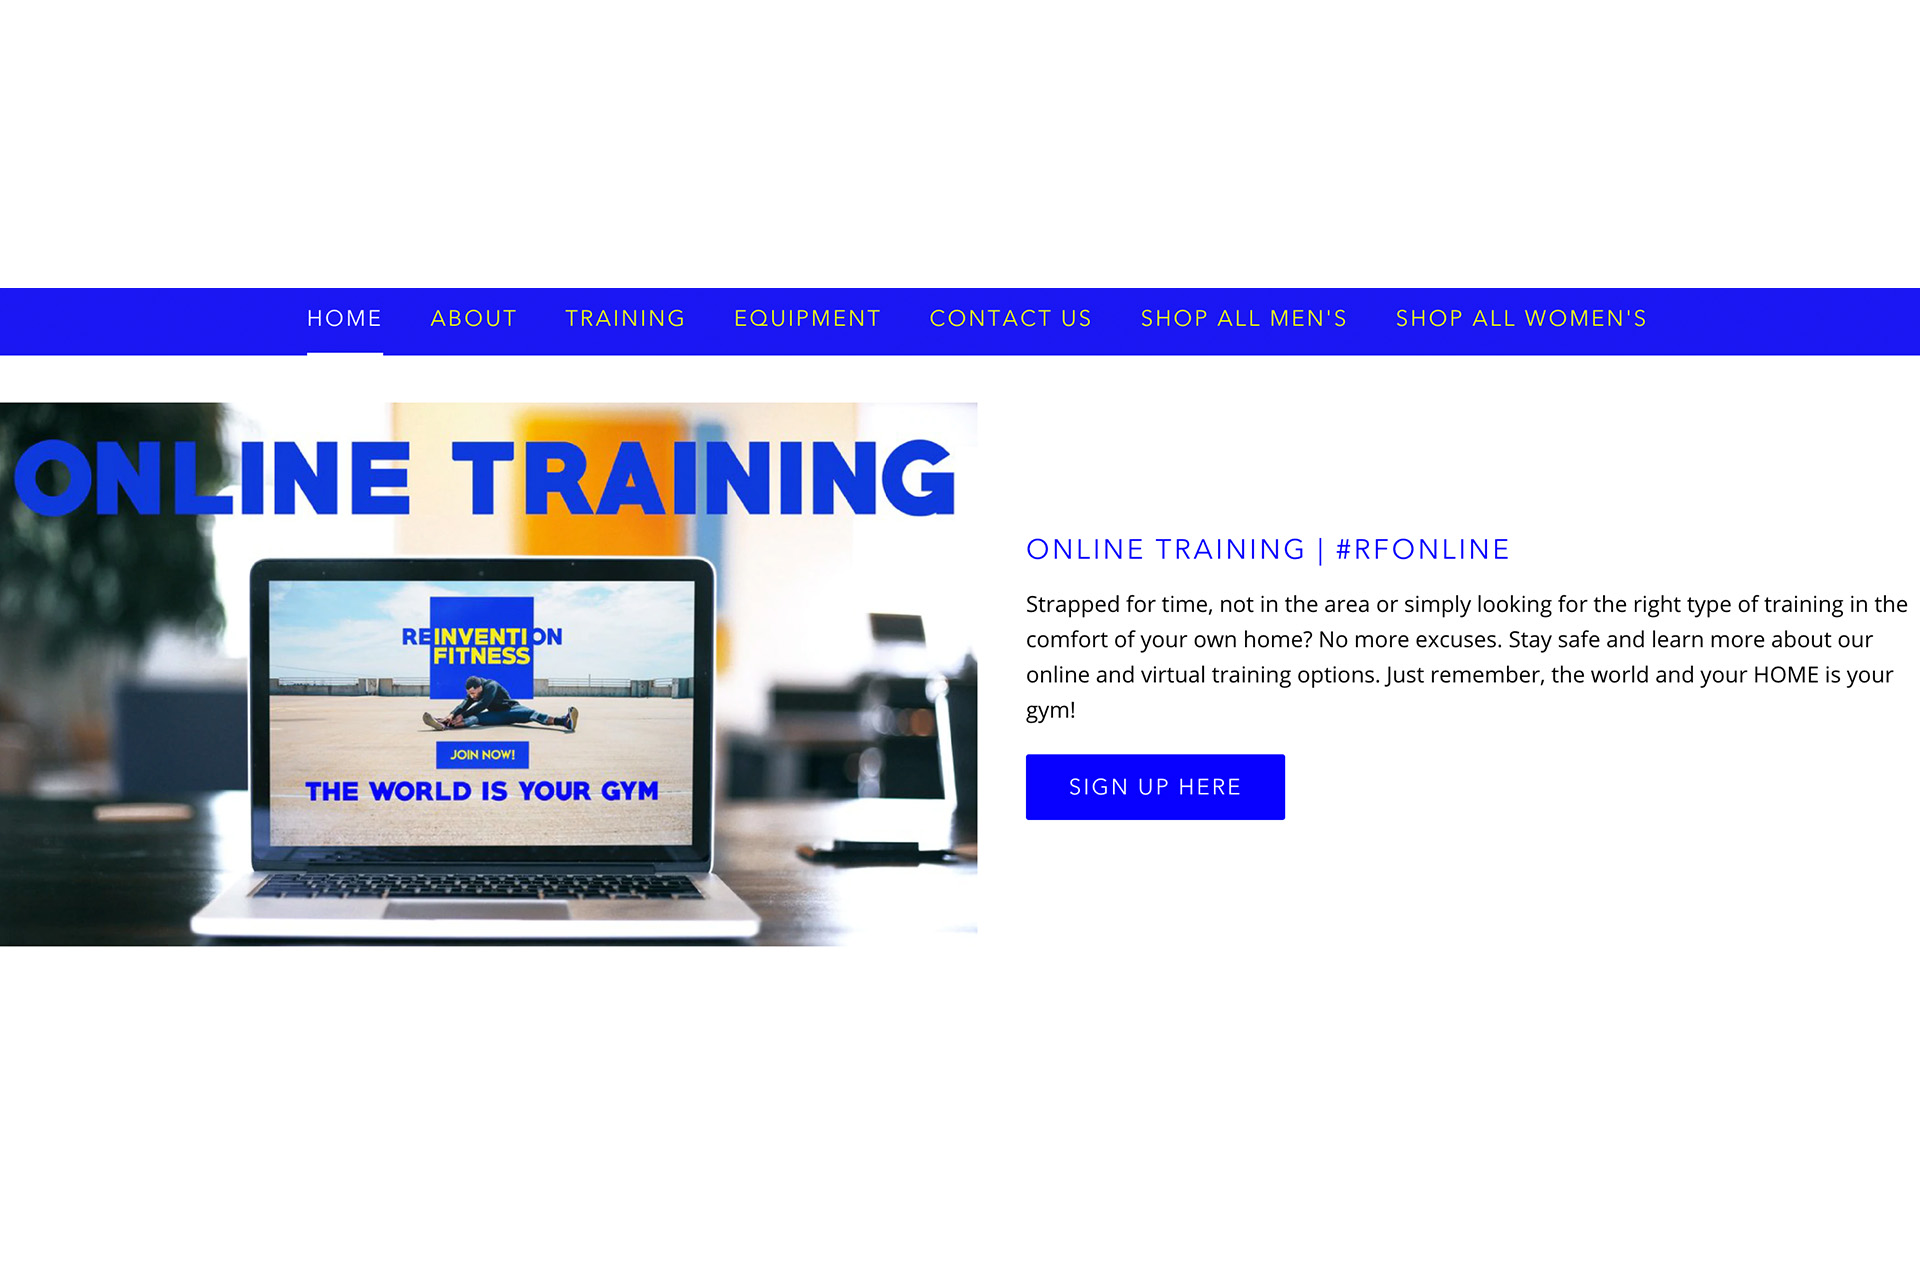 HOME ABOUT TRAINING EQUIPMENT CONTACT US SHOP ALL MEN'S SHOP ALL WOMEN'S
ONLINE TRAINING
REINVENTION
FITNESS
JOIN NOW!
THE WORLD IS YOUR GYM
ONLINE TRAINING | #RFONLINE
Strapped for time, not in the area or simply looking for the right type of training in the
comfort of your own home? No more excuses. Stay safe and learn more about our
online and virtual training options. Just remember, the world and your HOME is your
gym!
SIGN UP HERE